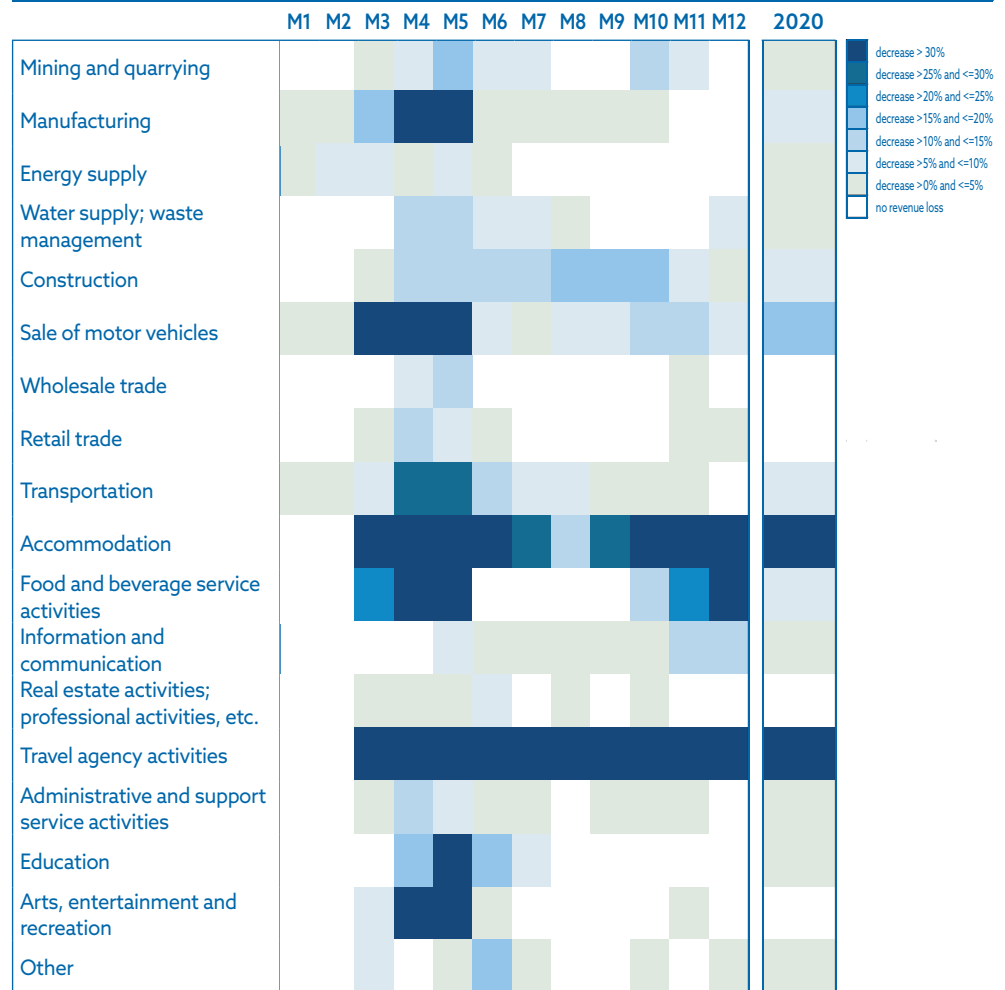 M1 M2 M3 M4 M5 M6 M7 M8 M9 M10 M11 M12 2020
Mining and quarrying
Manufacturing
Energy supply
Water supply; waste
management
Construction
Sale of motor vehicles
Wholesale trade
Retail trade
Transportation
Accommodation
Food and beverage service
activities
Information and
communication
Real estate activities;
professional activities, etc.
Travel agency activities
Administrative and support
service activities
Education
Arts, entertainment and
recreation
Other
decrease > 30%
decrease >25% and <=30%
decrease >20% and <=25%
decrease >15% and <=20%
decrease >10% and <=15%
decrease >5% and <=10%
decrease >0% and <=5%
no revenue loss